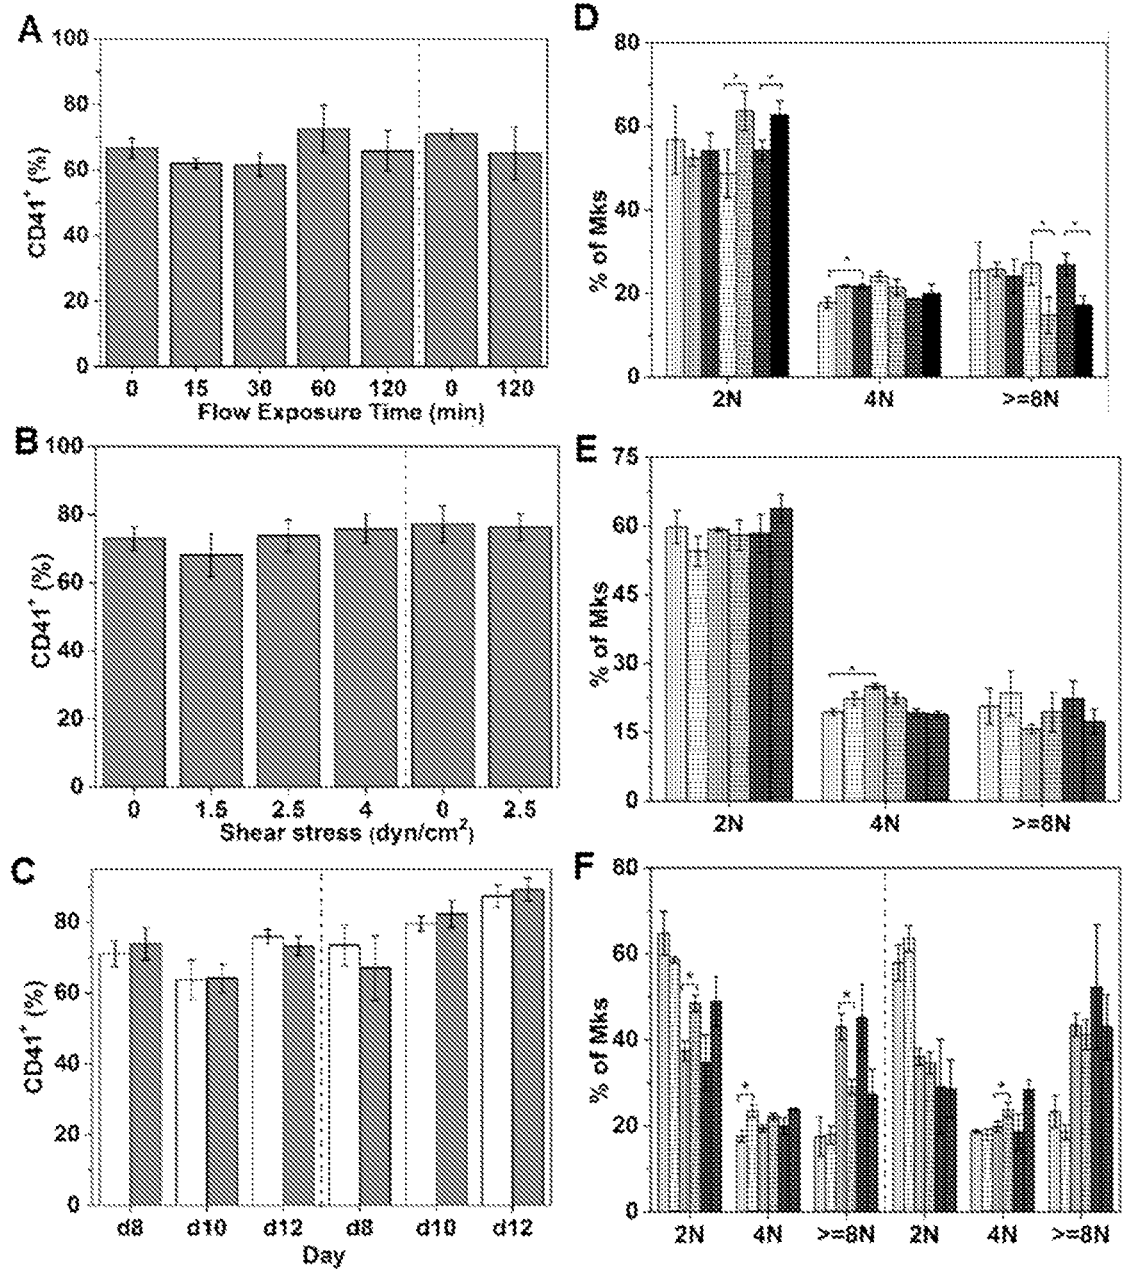 A
100
80
60
40
20
0
CD41+ (%)
0 15 30 60 120 0 120
Flow Exposure Time (min)
B
100
80
60
40
20
0
CD41+ (%)
0 1.5 2.5 4 0 2.5
Shear stress (dyn/cm2)
C
80
60
40
20
0
CD41+ (%)
d8 d10 d12 d8 d10 d12
Day
D
80
60
40
20
0
% of Mks
2N 4N >=8N
E
75
60
45
30
15
0
% of Mks
2N 4N >=8N
F
80
60
40
20
0
% of Mks
2N 4N >=8N 2N 4N >=8N